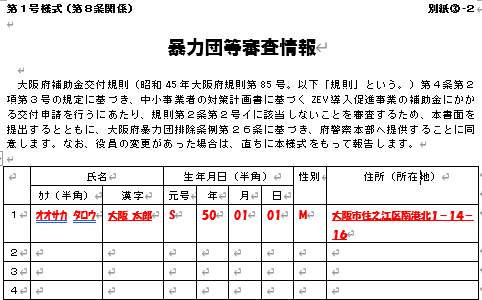 第１号様式（第８条関係） 別紙③-2
暴力団等審査情報
大阪府補助金交付規則（昭和45年大阪府規則第85号。以下「規則」という。）第４条第２
項第３号の規定に基づき、中小事業者の対策計画書に基づくZEV導入促進事業の補助金にかか
る交付申請を行うにあたり、規則第２条第２号イに該当しないことを審査するため、本書面を
提出するとともに、大阪府暴力団排除条例第２６条に基づき、府警察本部へ提供することに同
意します。なお、役員の変更があった場合は、直ちに本様式をもって報告します。
氏名 生年月日（半角） 性別 住所（所在地）
ｶﾅ（半角） 漢字 元号 年 月 日
1 ｵｵｻｶ ﾀﾛｳ 大阪 太郎 S 50 01 01 M 大阪市住之江区南港北1－14－
16
2
3
4